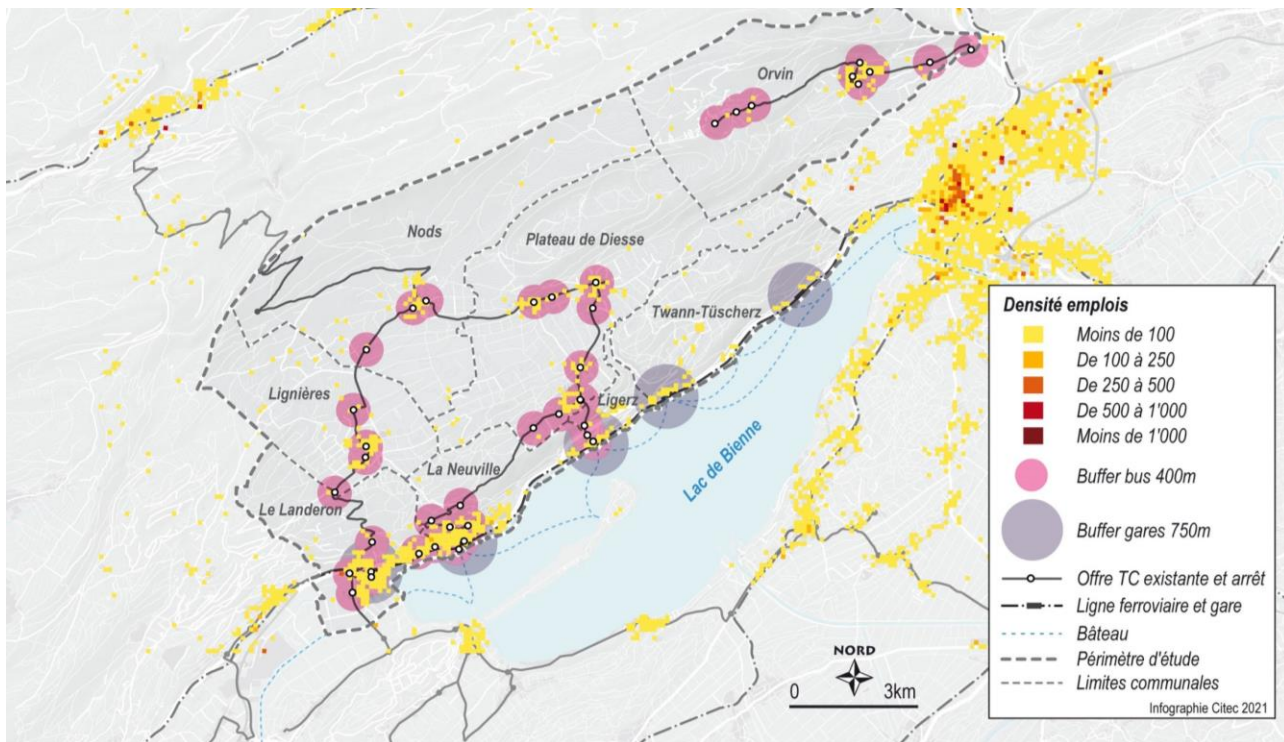 Orvin
Nods
Plateau de Diesse
Twann-Tüscherz
Lignières
Ligerz
La Neuville
Le Landeron
Lac de Bienne
NORD
0 3km
Densité emplois
Moins de 100
De 100 à 250
De 250 à 500
De 500 à 1'000
Moins de 1'000
Buffer bus 400m
Buffer gares 750m
Offre TC existante et arrêt
Ligne ferroviaire et gare
Bâteau
Périmètre d'étude
Limites communales
Infographie Citec 2021